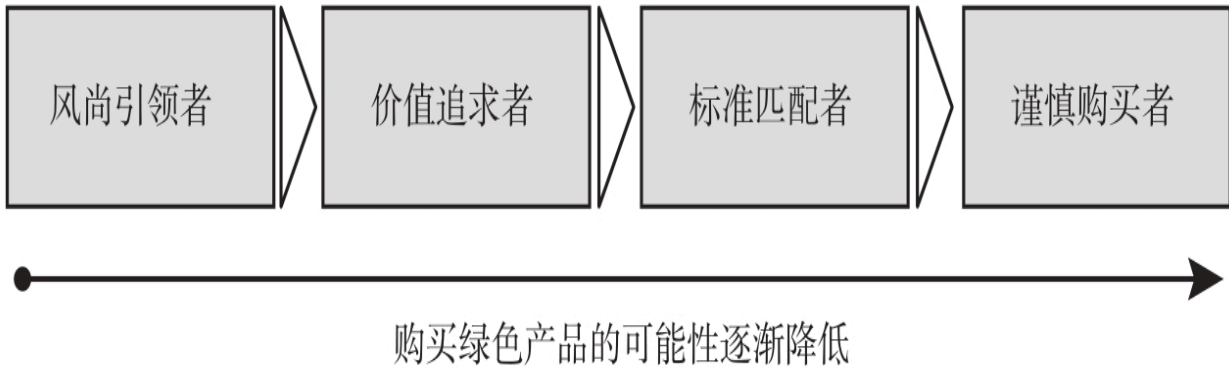 风尚引领者
价值追求者
标准匹配者
谨慎购买者
购买绿色产品的可能性逐渐降低